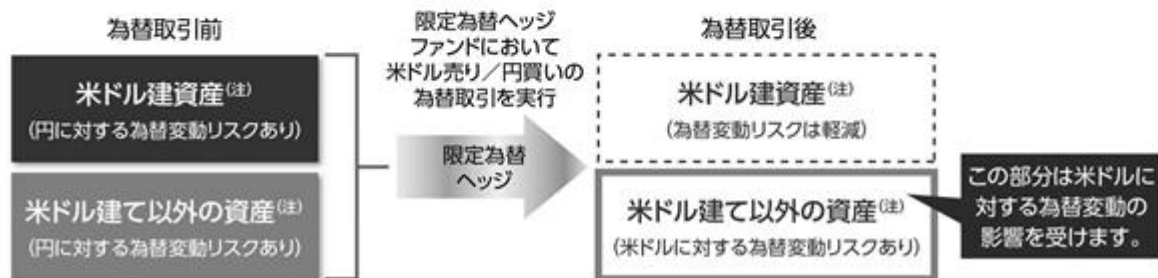 為替取引前
米ドル建資産(注)
(円に対する為替変動リスクあり)
米ドル建て以外の資産(注)
(円に対する為替変動リスクあり)
限定為替ヘッジ
ファンドにおいて
米ドル売り／円買いの
為替取引を実行
限定為替
ヘッジ
為替取引後
米ドル建資産(注)
(為替変動リスクは軽減)
米ドル建て以外の資産(注)
(米ドルに対する為替変動リスクあり)
この部分は米ドルに
対する為替変動の
影響を受けます。